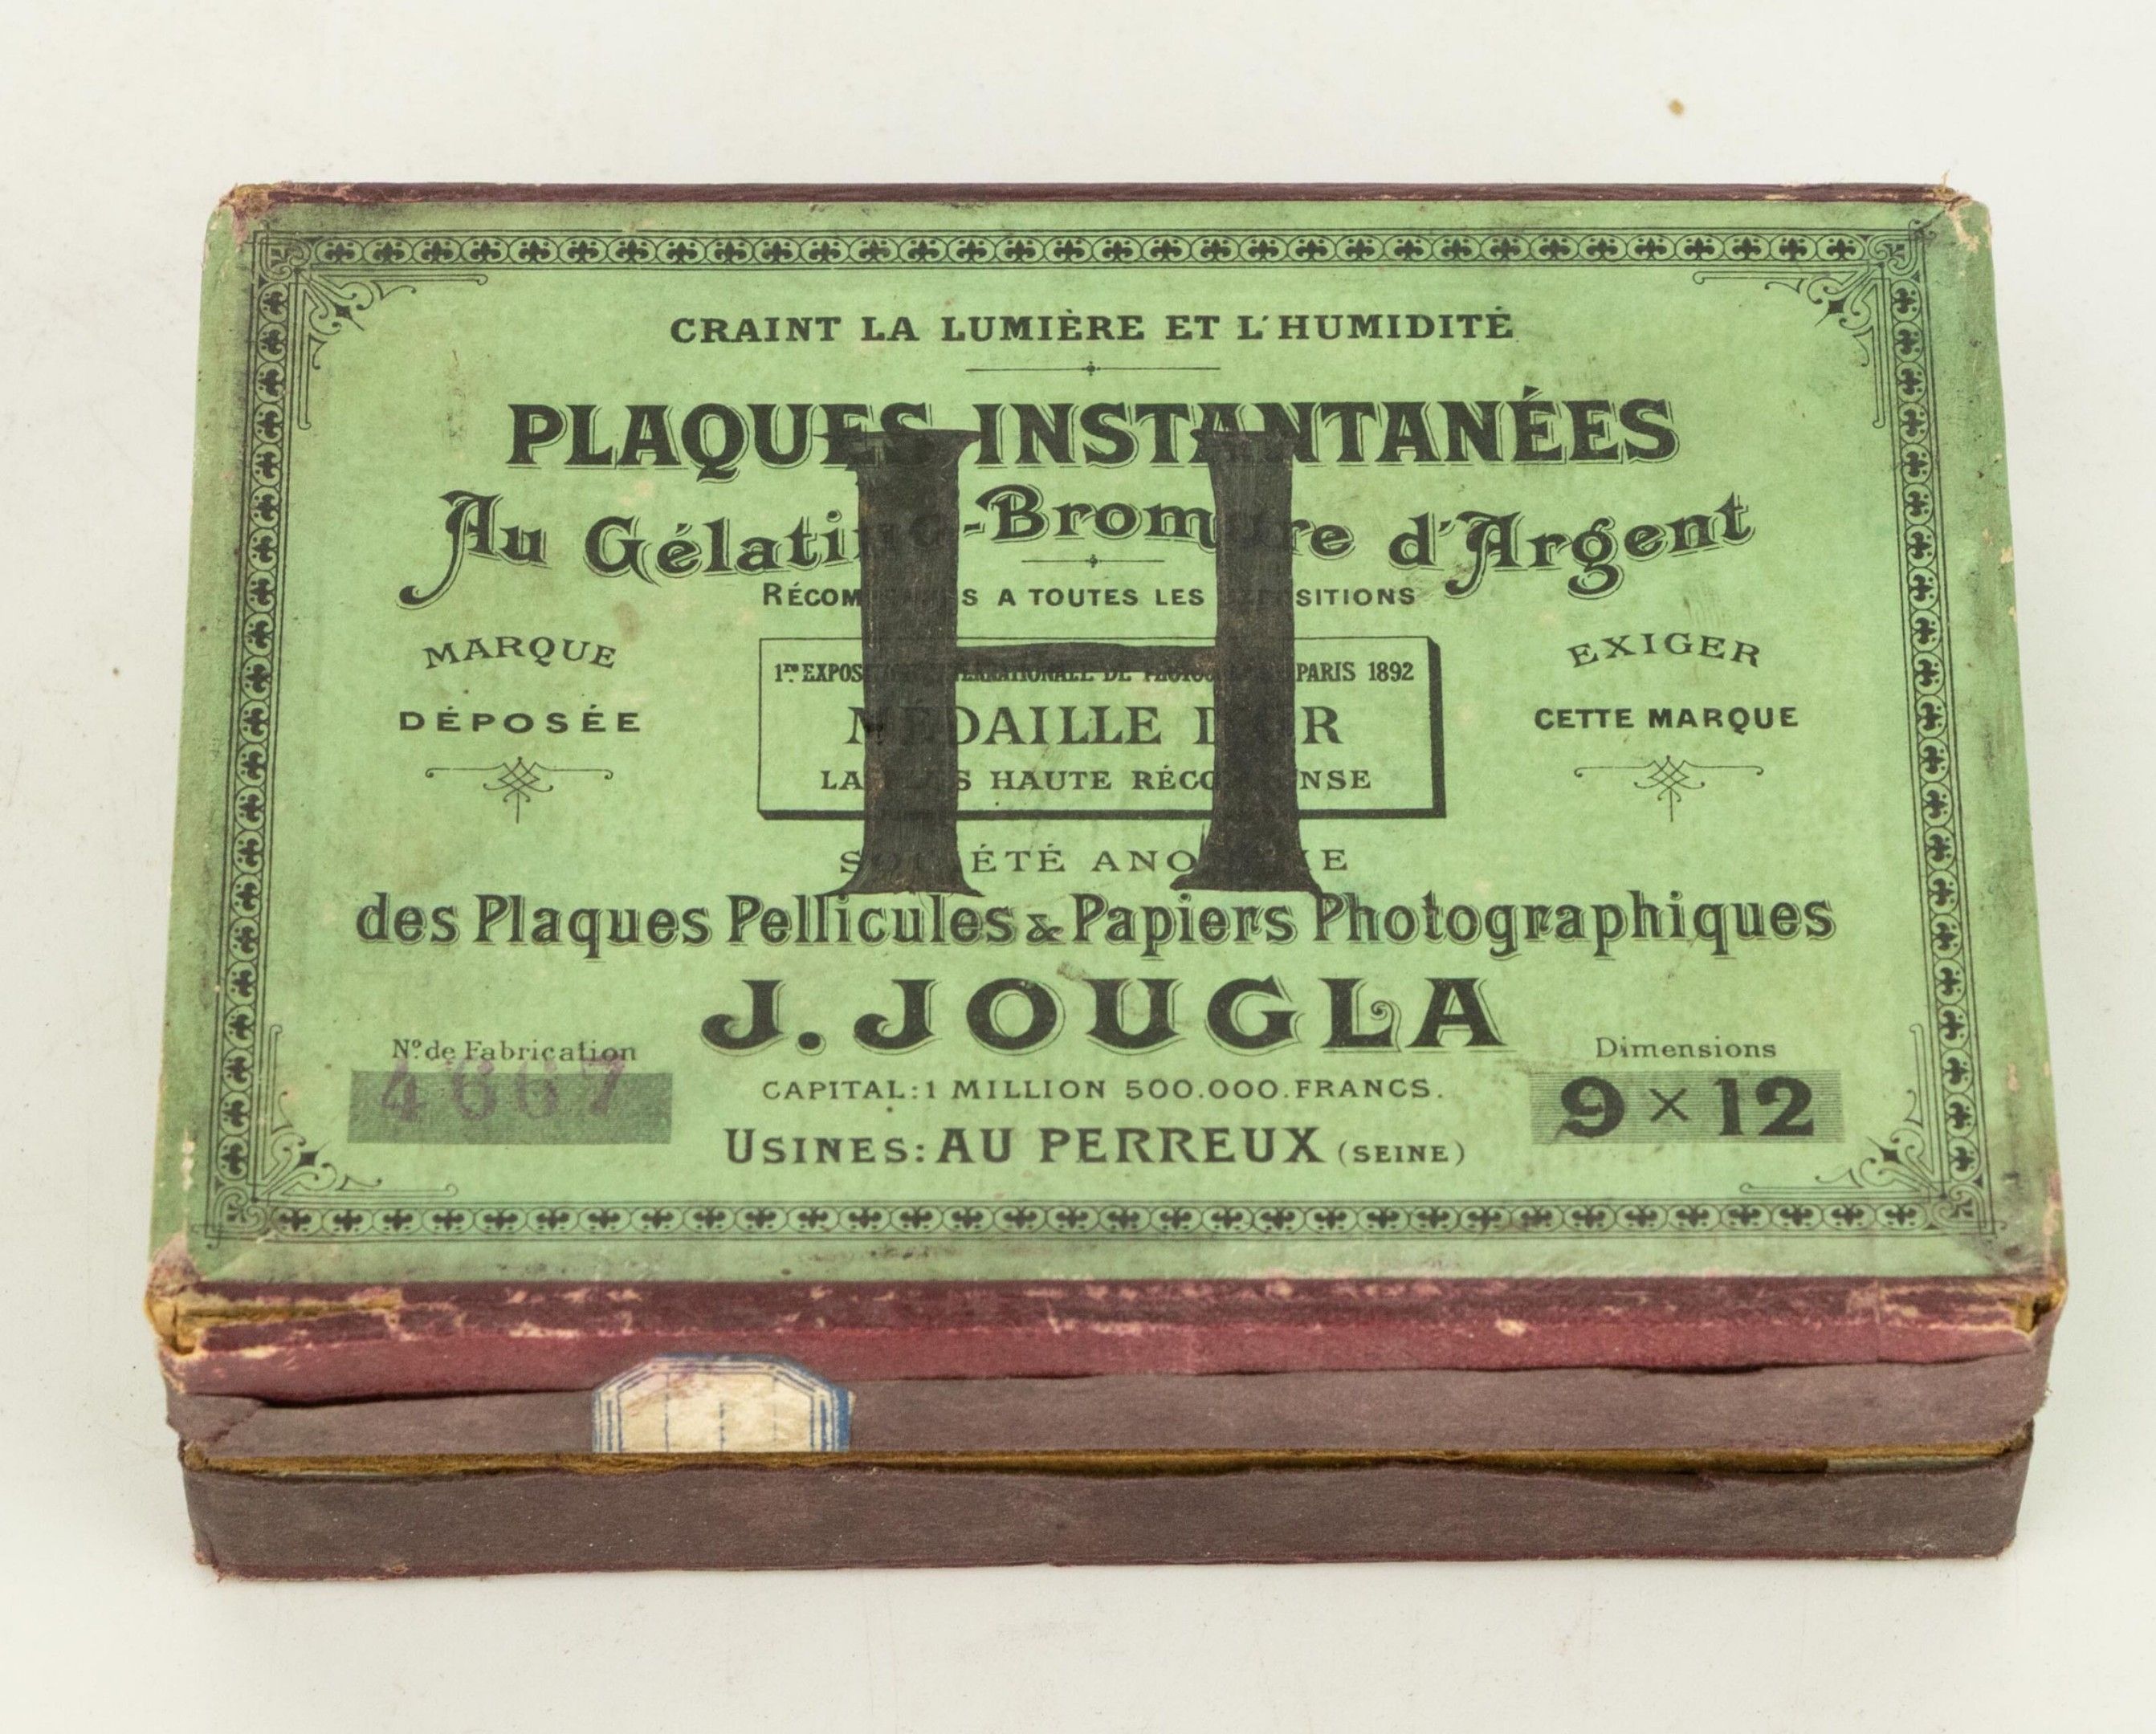 CRAINT LA LUMIÈRE ET L'HUMIDITÉ
PLAQUES INSTANTANÉES
Au Gélatino-Bromure d'Argent
RÉCOMPENSES A TOUTES LES EXPOSITIONS
MARQUE
DÉPOSÉE
1re EXPOSITION INTERNATIONALE DE PHOTOGRAPHIE PARIS 1892
MÉDAILLE D'OR
LA PLUS HAUTE RÉCOMPENSE
EXIGER
CETTE MARQUE
H
SOCIÉTÉ ANONYME
des Plaques Pellicules & Papiers Photographiques
J. JOUGLA
No. de Fabrication
4667
CAPITAL: 1 MILLION 500.000. FRANCS.
USINES: AU PERREUX (SEINE)
Dimensions
9 × 12